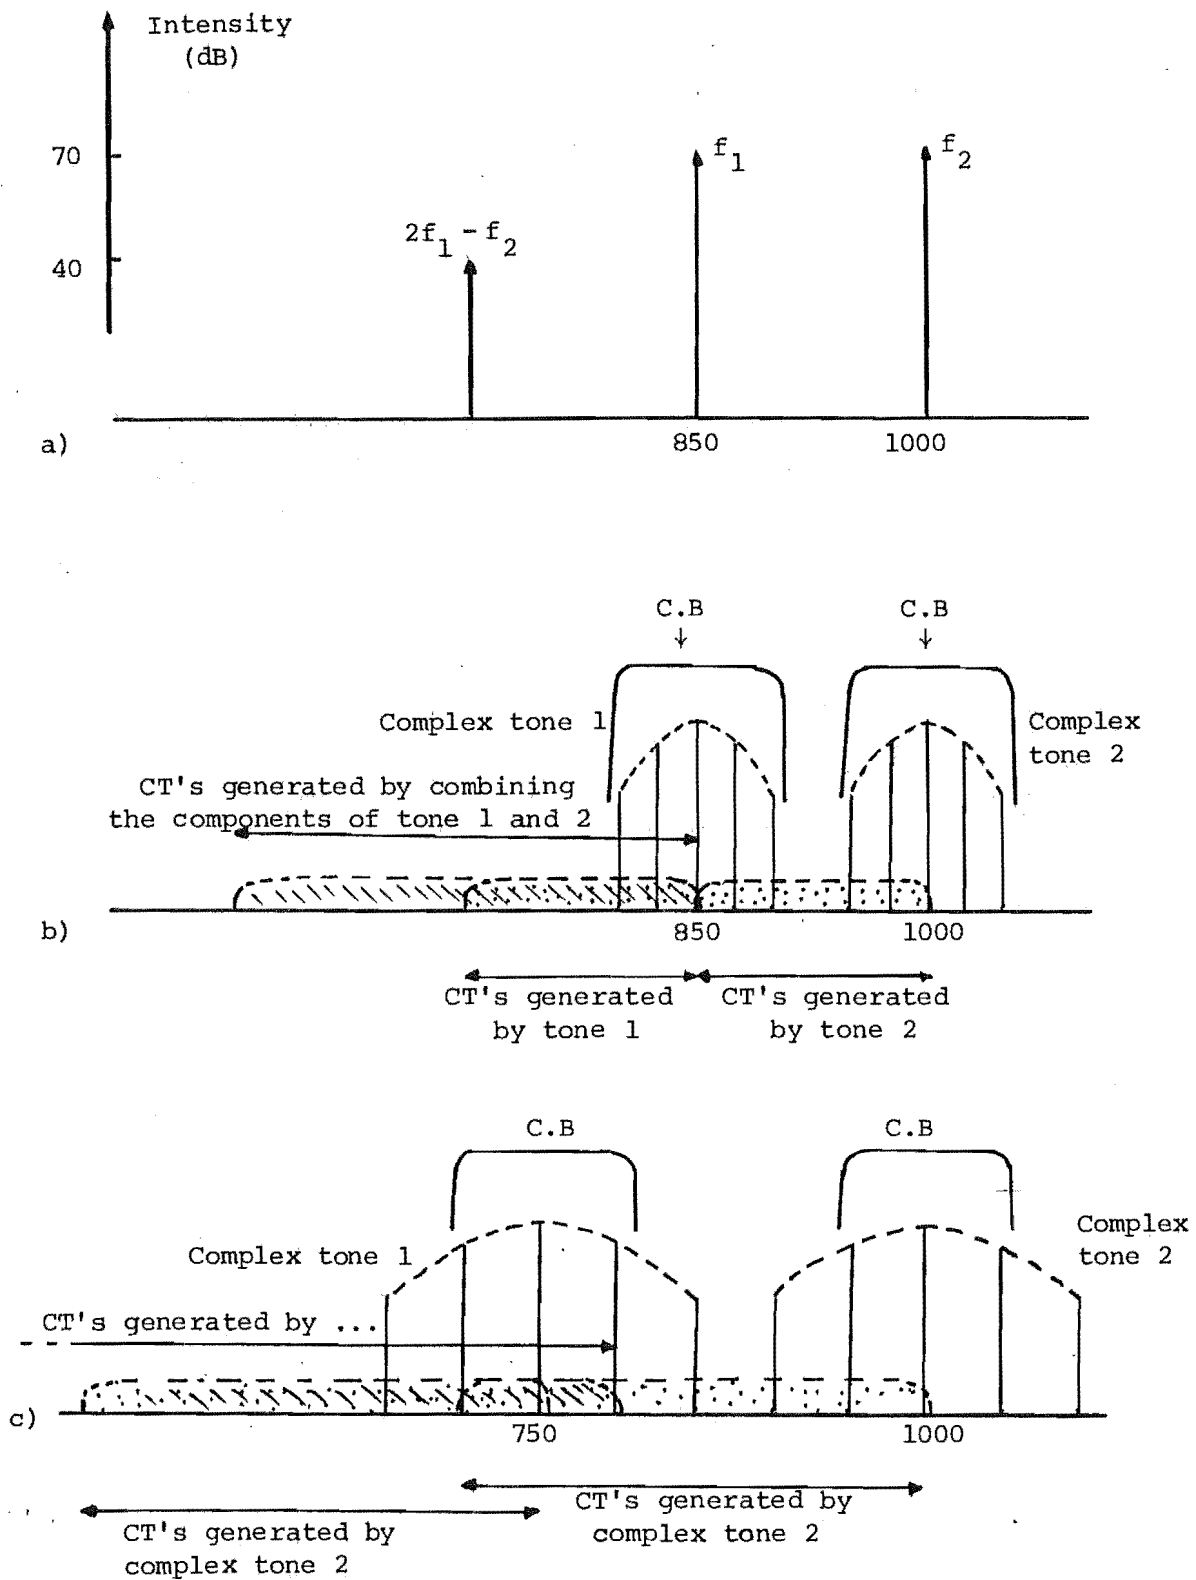 Intensity
(dB)
70
f1
f2
2f1 - f2
40
a)
850
1000
C.B
C.B
Complex tone 1
Complex
tone 2
CT's generated by combining
the components of tone 1 and 2
b)
850
1000
CT's generated
by tone 1
CT's generated
by tone 2
C.B
C.B
Complex tone 1
Complex
tone 2
CT's generated by ...
c)
750
1000
CT's generated by
complex tone 2
CT's generated by
complex tone 2